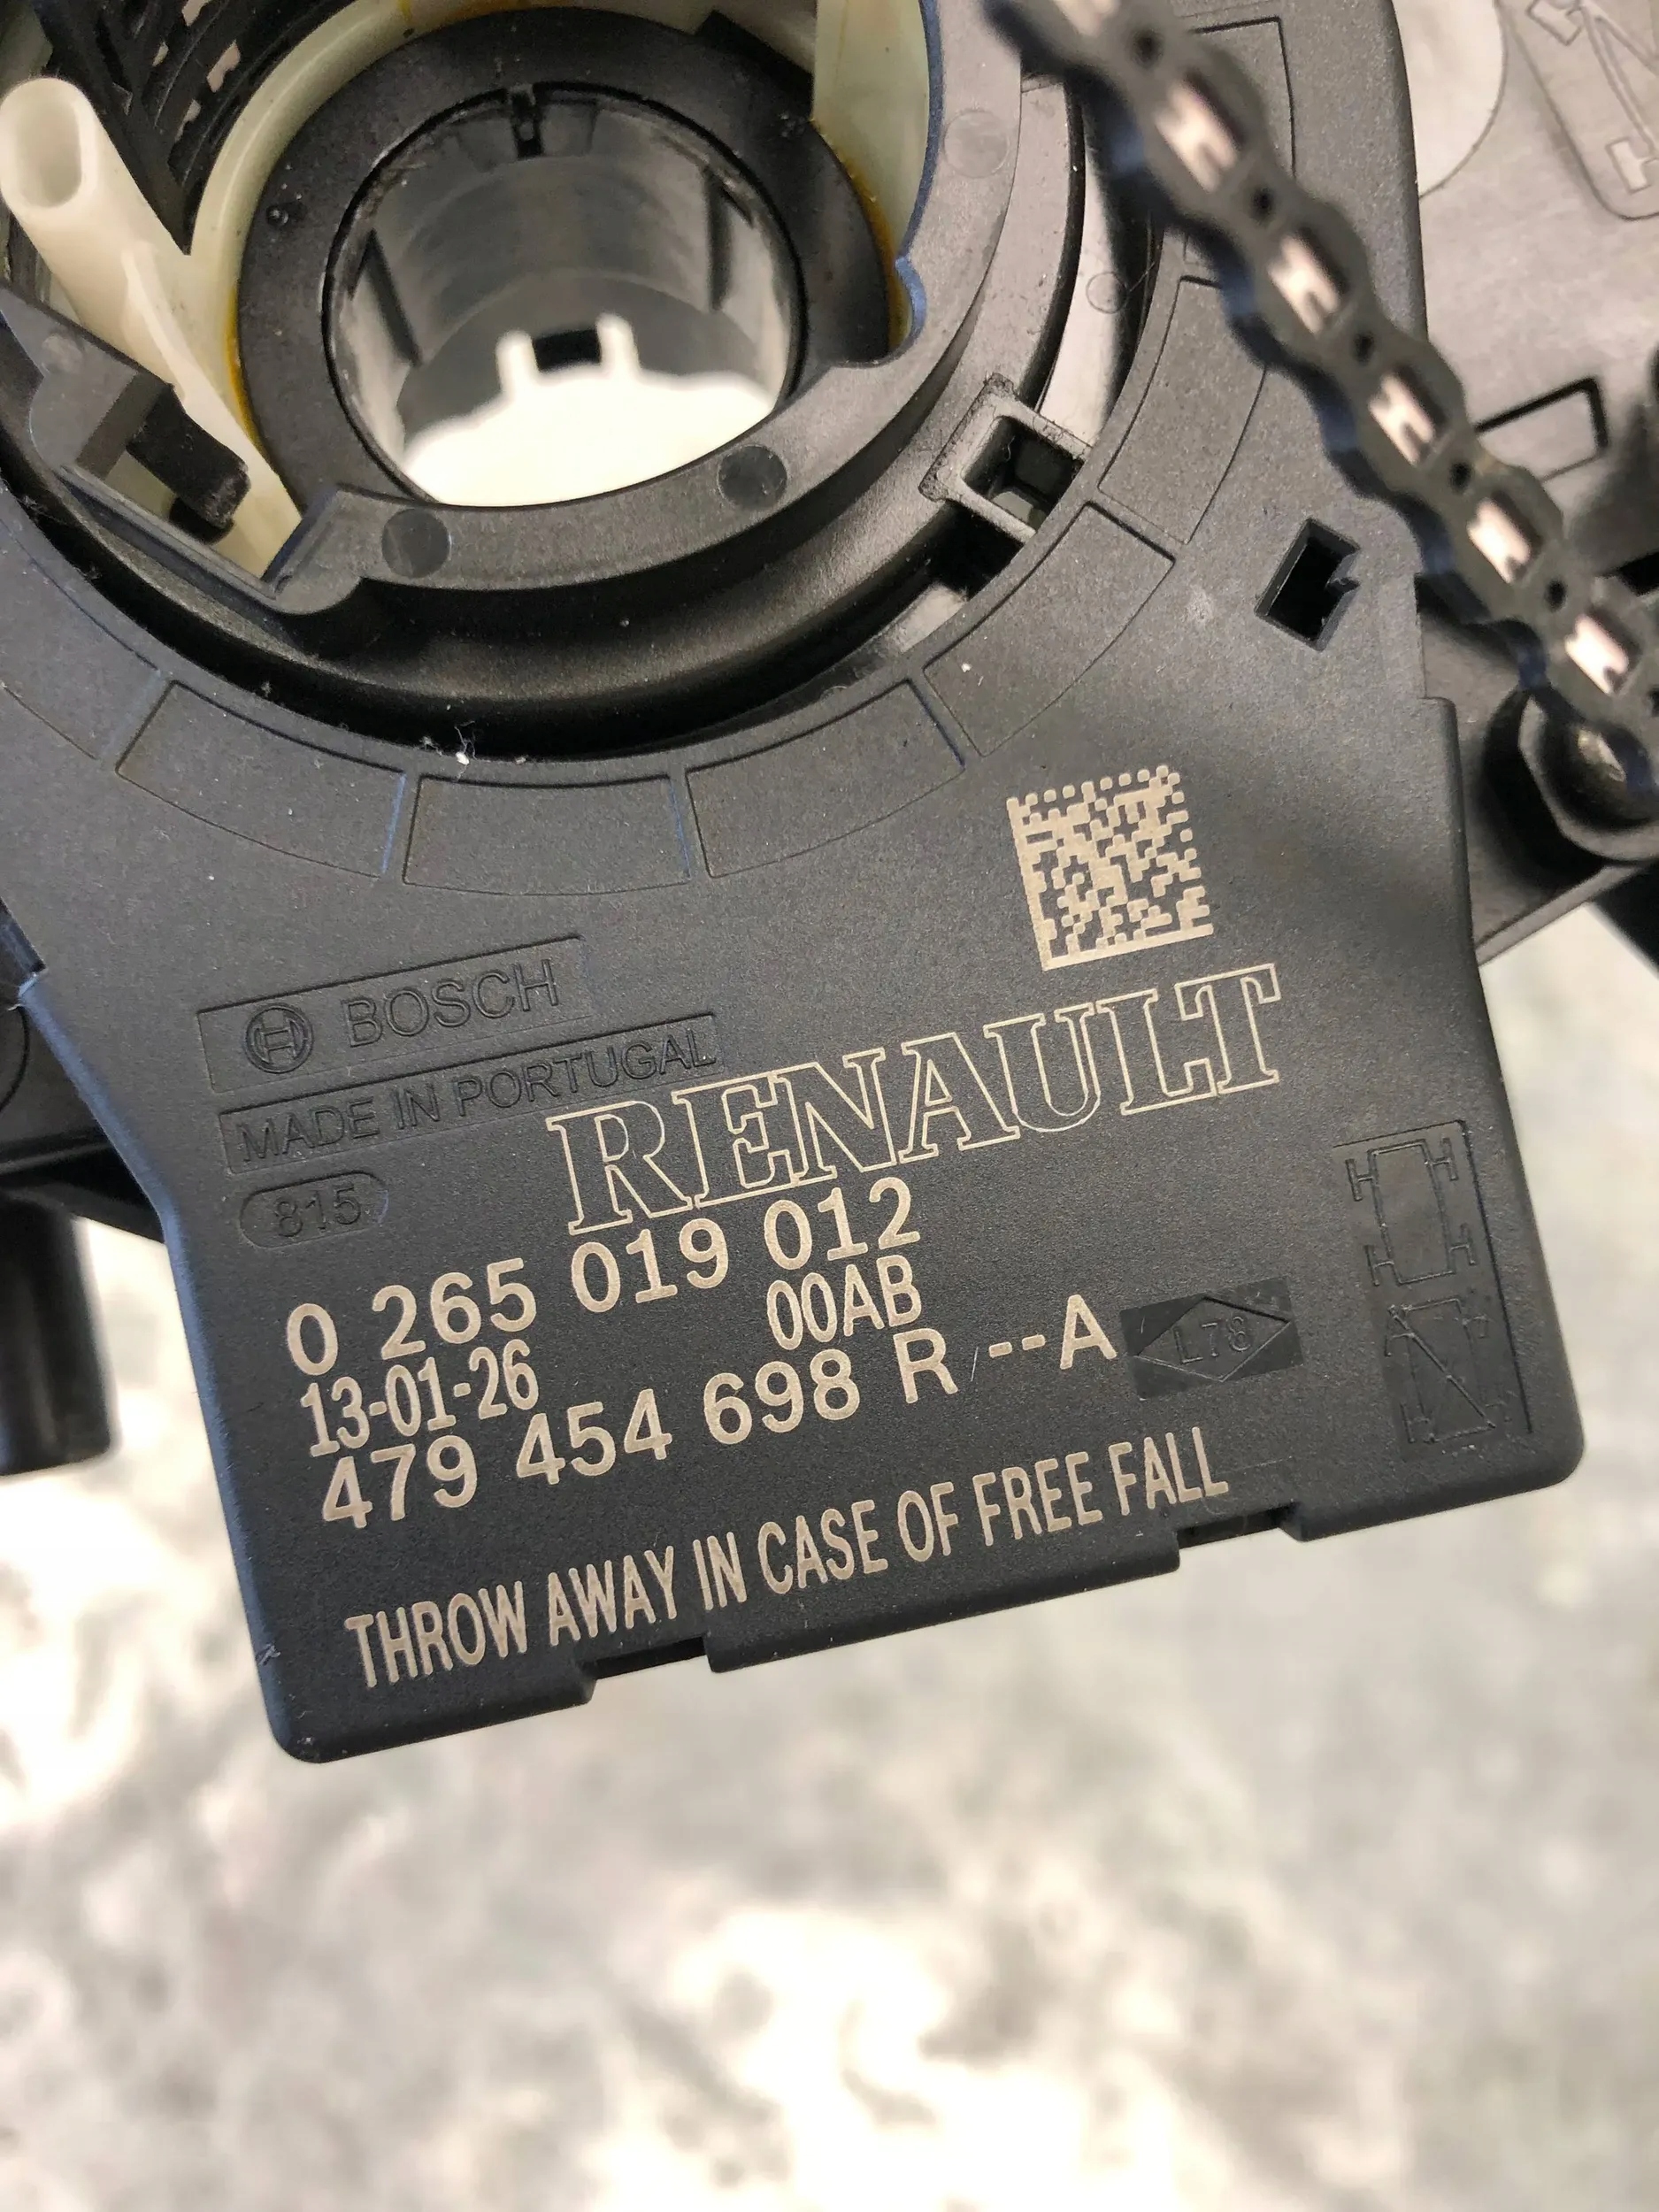 BOSCH
MADE IN PORTUGAL
RENAULT
815
0 265 019 012
00AB
13-01-26
479 454 698 R --A
L78
THROW AWAY IN CASE OF FREE FALL